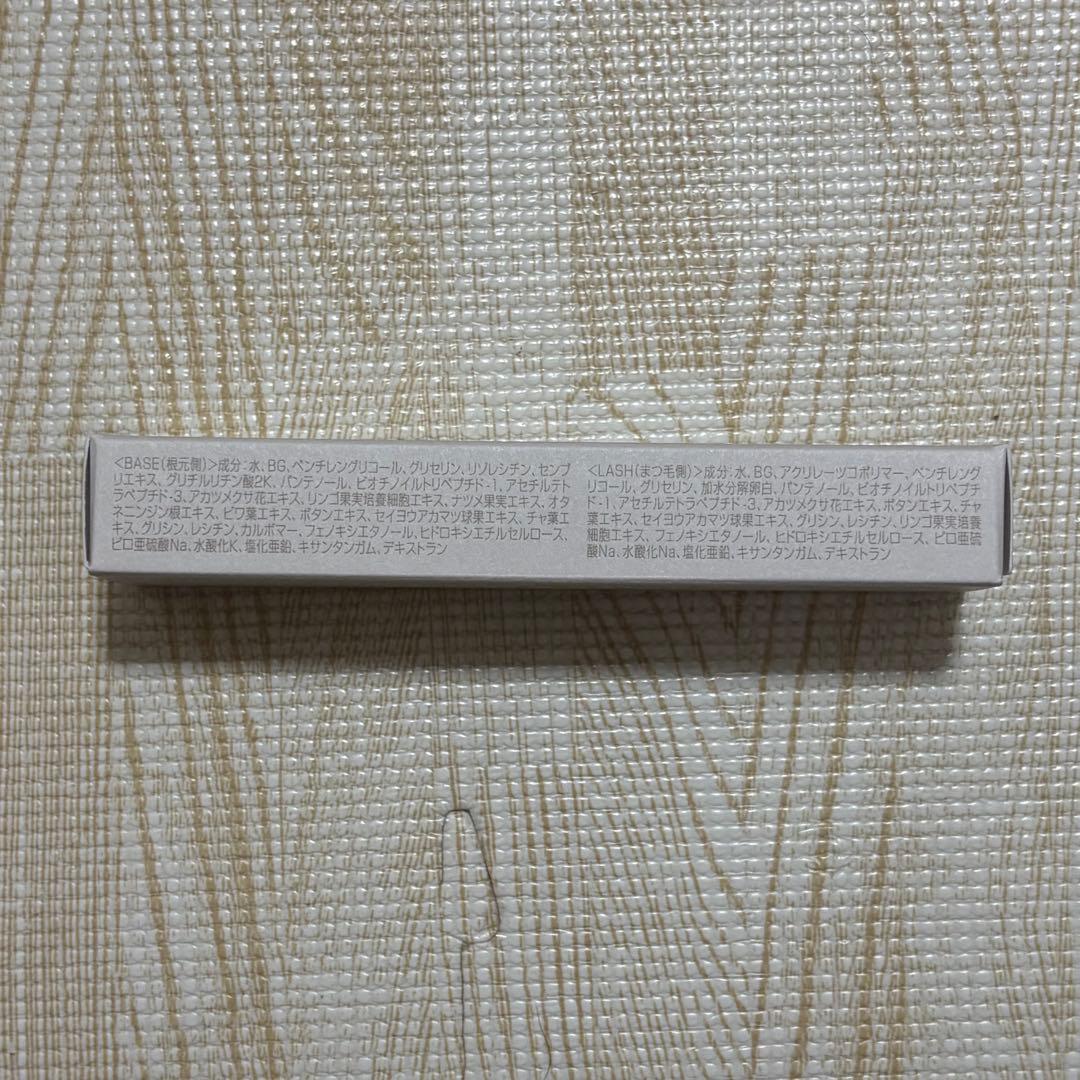 <BASE(根元側)>成分:水、BG、ペンチレングリコール、グリセリン、リゾレシチン、センブ
リエキス、グリチルリチン酸2K、パンテノール、ビオチノイルトリペプチド-1、アセチルテト
ラペプチド-3、アカツメクサ花エキス、リンゴ果実培養細胞エキス、ナツメ果実エキス、オタ
ネニンジン根エキス、ビワ葉エキス、ボタンエキス、セイヨウアカマツ球果エキス、チャ葉エ
キス、グリシン、レシチン、カルボマー、フェノキシエタノール、ヒドロキシエチルセルロース、
ピロ亜硫酸Na、水酸化K、塩化亜鉛、キサンタンガム、デキストラン
<LASH(まつ毛側)>成分:水、BG、アクリレーツコポリマー、ペンチレング
リコール、グリセリン、加水分解卵白、パンテノール、ビオチノイルトリペプチ
ド-1、アセチルテトラペプチド-3、アカツメクサ花エキス、ボタンエキス、チャ
葉エキス、セイヨウアカマツ球果エキス、グリシン、レシチン、リンゴ果実培養
細胞エキス、フェノキシエタノール、ヒドロキシエチルセルロース、ピロ亜硫
酸Na、水酸化Na、塩化亜鉛、キサンタンガム、デキストラン